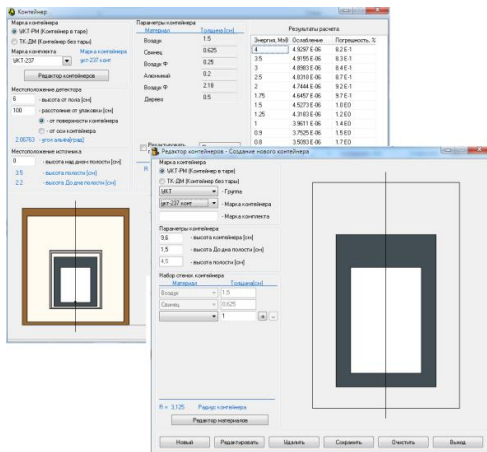 Контейнер
Марка контейнера
УКТ-РМ (Контейнер в таре)
ТК-ДМ (Контейнер без тары)
Марка комплекта
Марка контейнера
УКТ-237
укт-237 конт
Редактор контейнеров
Местоположение детектора
6 - высота от пола [см]
100 - расстояние от упаковки [см]
- от поверхности контейнера
- от оси контейнера
- угол альфа[град]
Местоположение источника
0 - высота над дном полости [см]
3.5 - высота полости [см]
2.2 - высота До дна полости [см]
Параметры контейнера
Материал Толщина [см]
Воздух 1.5
Свинец 0.625
Воздух Ф 0.25
Алюминий 0.2
Воздух Ф 2.18
Дерево 0.5
Редактировать
Результаты расчета
Энергия, МэВ Ослабление Погрешность, %
4 4.9297 E-06 8.2 E-1
3.5 4.9155 E-06 8.3 E-1
3 4.8983 E-06 8.4 E-1
2.5 4.8310 E-06 8.7 E-1
2 4.7444 E-06 9.2 E-1
1.75 4.6457 E-06 9.7 E-1
1.5 4.5273 E-06 1.0 E0
1.25 4.3183 E-06 1.2 E0
1 3.9611 E-06 1.4 E0
0.9 3.7525 E-06 1.5 E0
0.8 3.5093 E-06 1.7 E0
Редактор контейнеров - Создание нового контейнера
Марка контейнера
УКТ-РМ (Контейнер в таре)
ТК-ДМ (Контейнер без тары)
УКТ - Группа
укт-237 конт - Марка контейнера
- Марка комплекта
Параметры контейнера
9,6 - высота контейнера [см]
1,5 - высота До дна полости [см]
4,5 - высота полости [см]
Набор стенок контейнера
Материал Толщина[см]
Воздух 1.5
Свинец 0.625
1 + -
R = 3,125 Радиус контейнера
Редактор материалов
Новый Редактировать Удалить Сохранить Очистить Выход